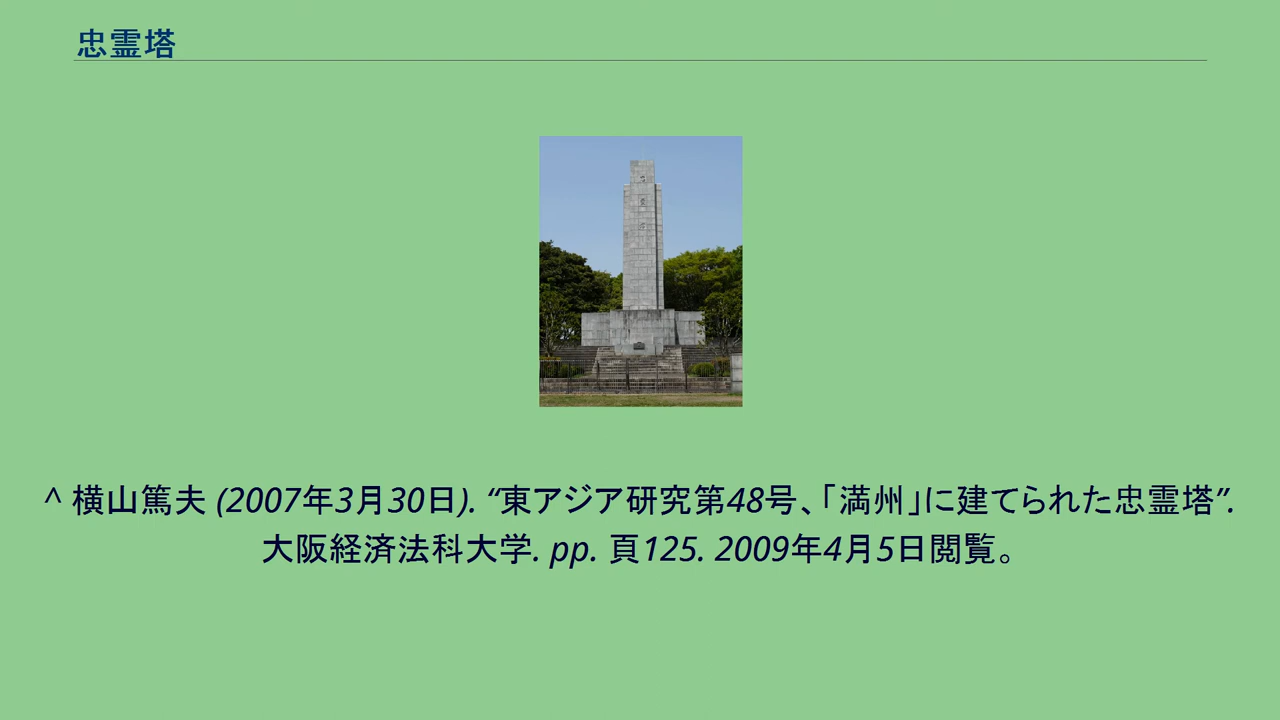 忠霊塔
^ 横山篤夫 (2007年3月30日). “東アジア研究第48号、「満州」に建てられた忠霊塔”.
大阪経済法科大学. pp. 頁125. 2009年4月5日閲覧。